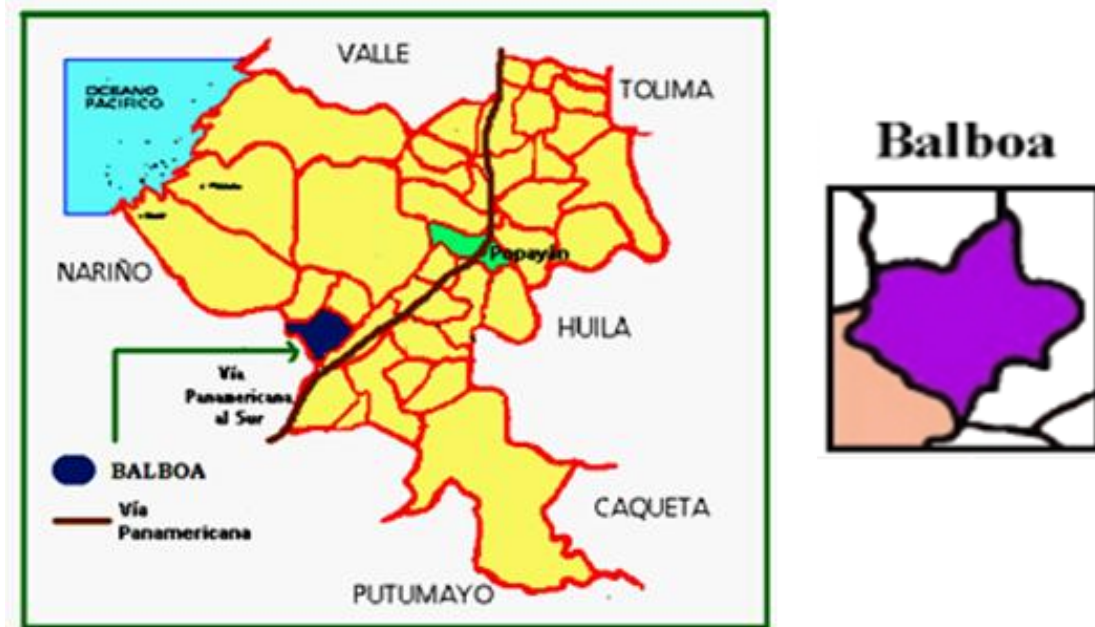 VALLE
TOLIMA
OCEANO
PACIFICO
NARIÑO
Popayán
HUILA
Vía
Panamericana
al Sur
BALBOA
Vía
Panamericana
CAQUETA
PUTUMAYO
Balboa